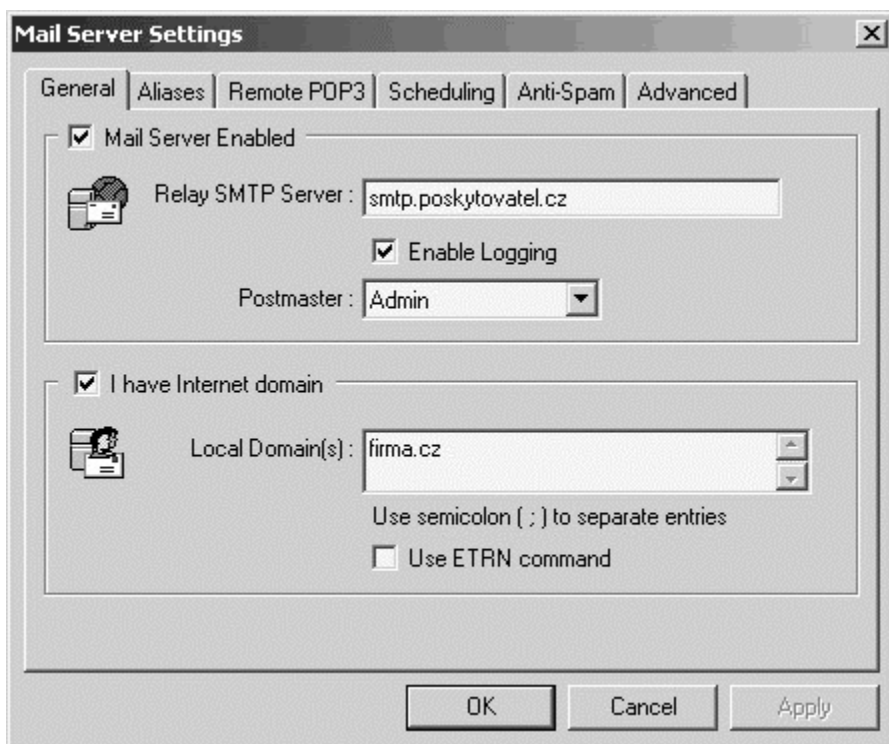 Mail Server Settings
General Aliases Remote POP3 Scheduling Anti-Spam Advanced
Mail Server Enabled
Relay SMTP Server : smtp.poskytovatel.cz
Enable Logging
Postmaster : Admin
I have Internet domain
Local Domain(s) : firma.cz
Use semicolon ( ; ) to separate entries
Use ETRN command
OK Cancel Apply